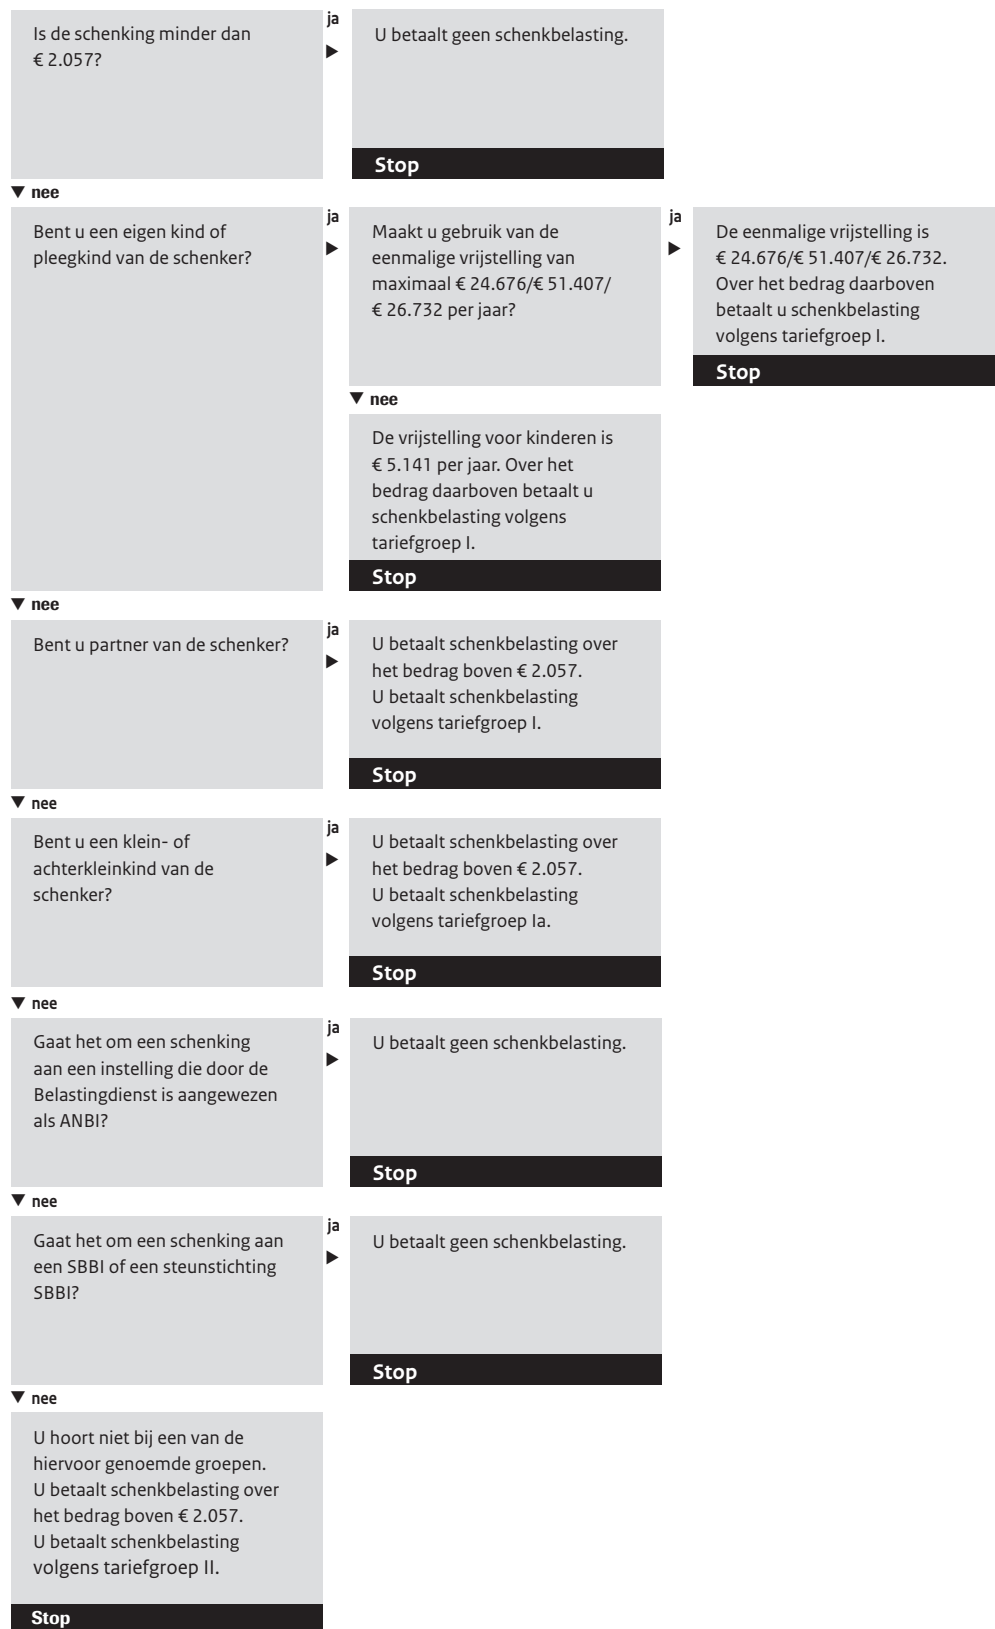 Is de schenking minder dan
€ 2.057?
ja
▶
U betaalt geen schenkbelasting.
Stop
▼ nee
Bent u een eigen kind of
pleegkind van de schenker?
ja
▶
Maakt u gebruik van de
eenmalige vrijstelling van
maximaal € 24.676/€ 51.407/
€ 26.732 per jaar?
ja
▶
De eenmalige vrijstelling is
€ 24.676/€ 51.407/€ 26.732.
Over het bedrag daarboven
betaalt u schenkbelasting
volgens tariefgroep I.
Stop
▼ nee
De vrijstelling voor kinderen is
€ 5.141 per jaar. Over het
bedrag daarboven betaalt u
schenkbelasting volgens
tariefgroep I.
Stop
▼ nee
Bent u partner van de schenker?
ja
▶
U betaalt schenkbelasting over
het bedrag boven € 2.057.
U betaalt schenkbelasting
volgens tariefgroep I.
Stop
▼ nee
Bent u een klein- of
achterkleinkind van de
schenker?
ja
▶
U betaalt schenkbelasting over
het bedrag boven € 2.057.
U betaalt schenkbelasting
volgens tariefgroep Ia.
Stop
▼ nee
Gaat het om een schenking
aan een instelling die door de
Belastingdienst is aangewezen
als ANBI?
ja
▶
U betaalt geen schenkbelasting.
Stop
▼ nee
Gaat het om een schenking aan
een SBBI of een steunstichting
SBBI?
ja
▶
U betaalt geen schenkbelasting.
Stop
▼ nee
U hoort niet bij een van de
hiervoor genoemde groepen.
U betaalt schenkbelasting over
het bedrag boven € 2.057.
U betaalt schenkbelasting
volgens tariefgroep II.
Stop